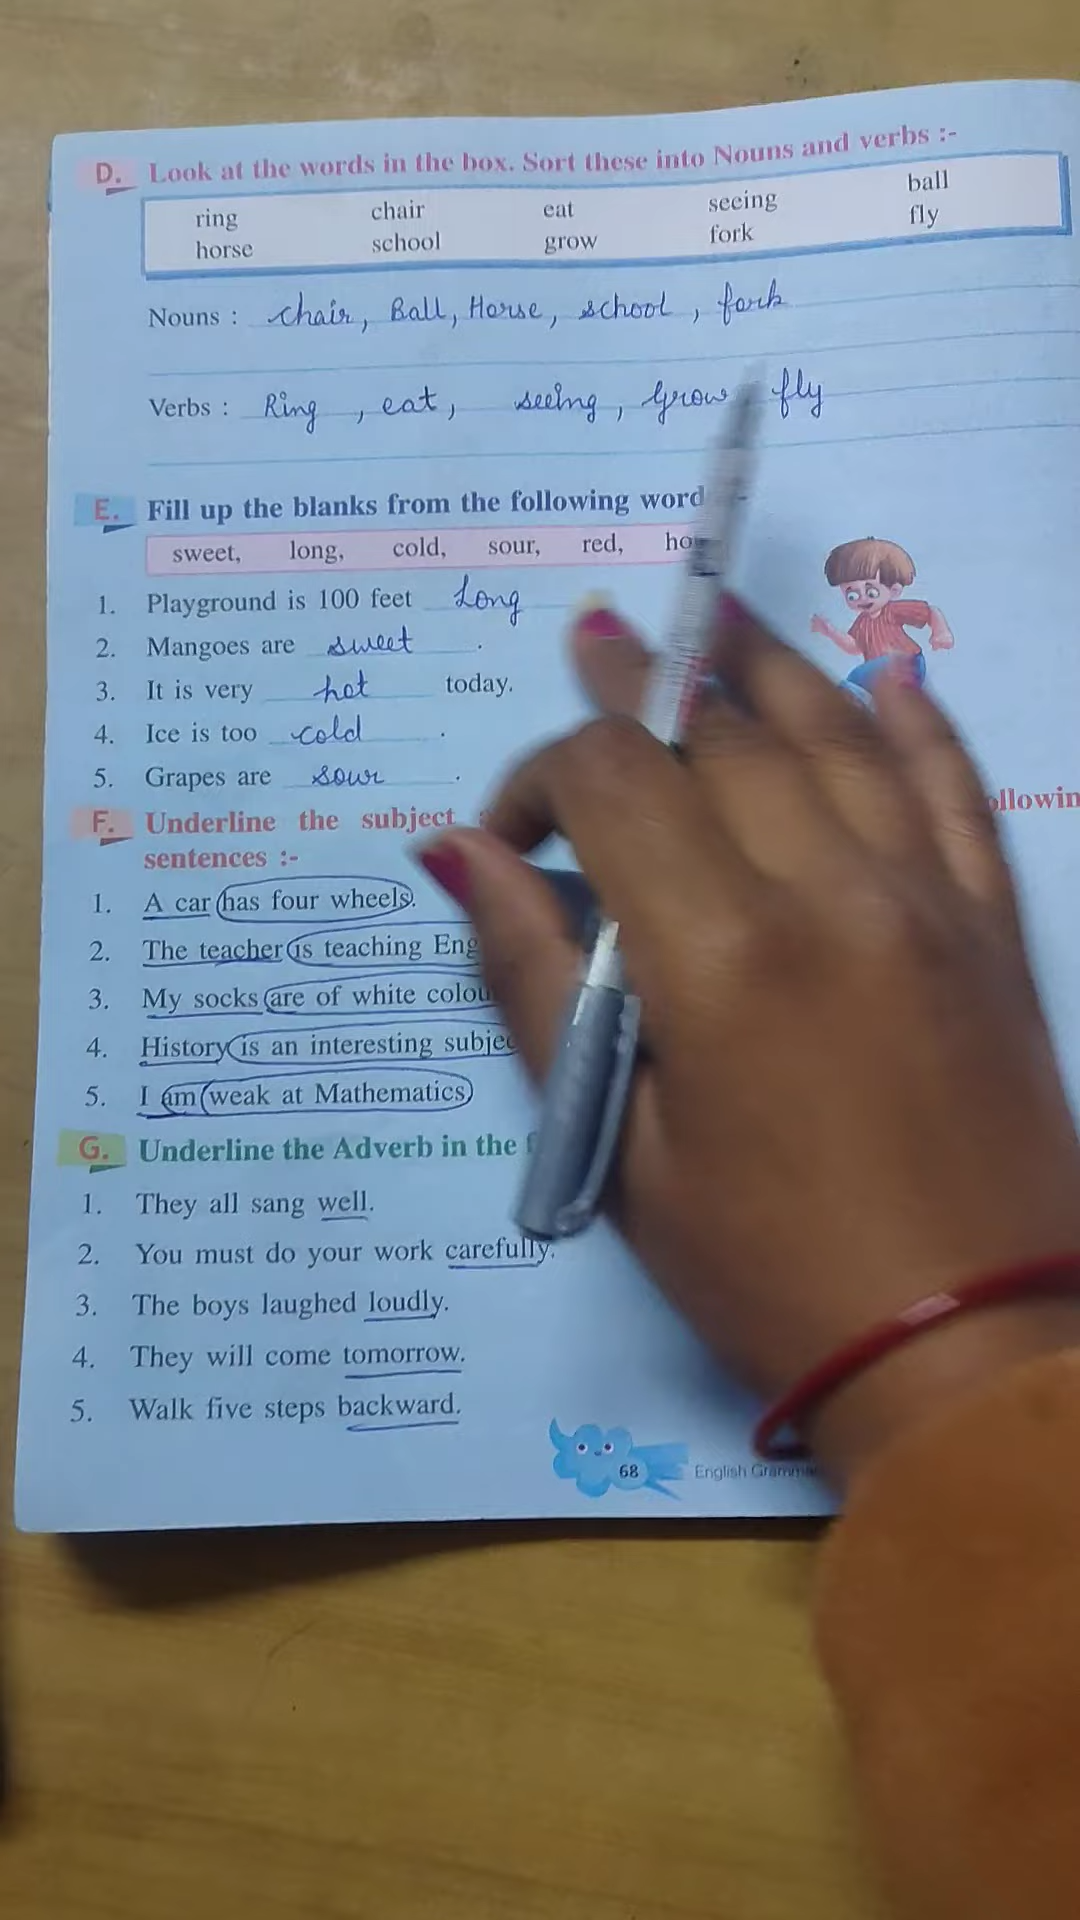 D. Look at the words in the box. Sort these into Nouns and verbs :-
ring chair eat seeing ball
horse school grow fork fly
Nouns : chair, Ball, Horse, school, fork
Verbs : Ring, eat, seeing, Grow fly
E. Fill up the blanks from the following word
sweet, long, cold, sour, red,
1. Playground is 100 feet Long
2. Mangoes are sweet .
3. It is very hot today.
4. Ice is too cold .
5. Grapes are sour .
F. Underline the subject
sentences :-
1. A car has four wheels.
2. The teacher is teaching
3. My socks are of white
4. History is an interesting
5. I am weak at Mathematics
G. Underline the Adverb in the
1. They all sang well.
2. You must do your work carefully.
3. The boys laughed loudly.
4. They will come tomorrow.
5. Walk five steps backward.
68 English